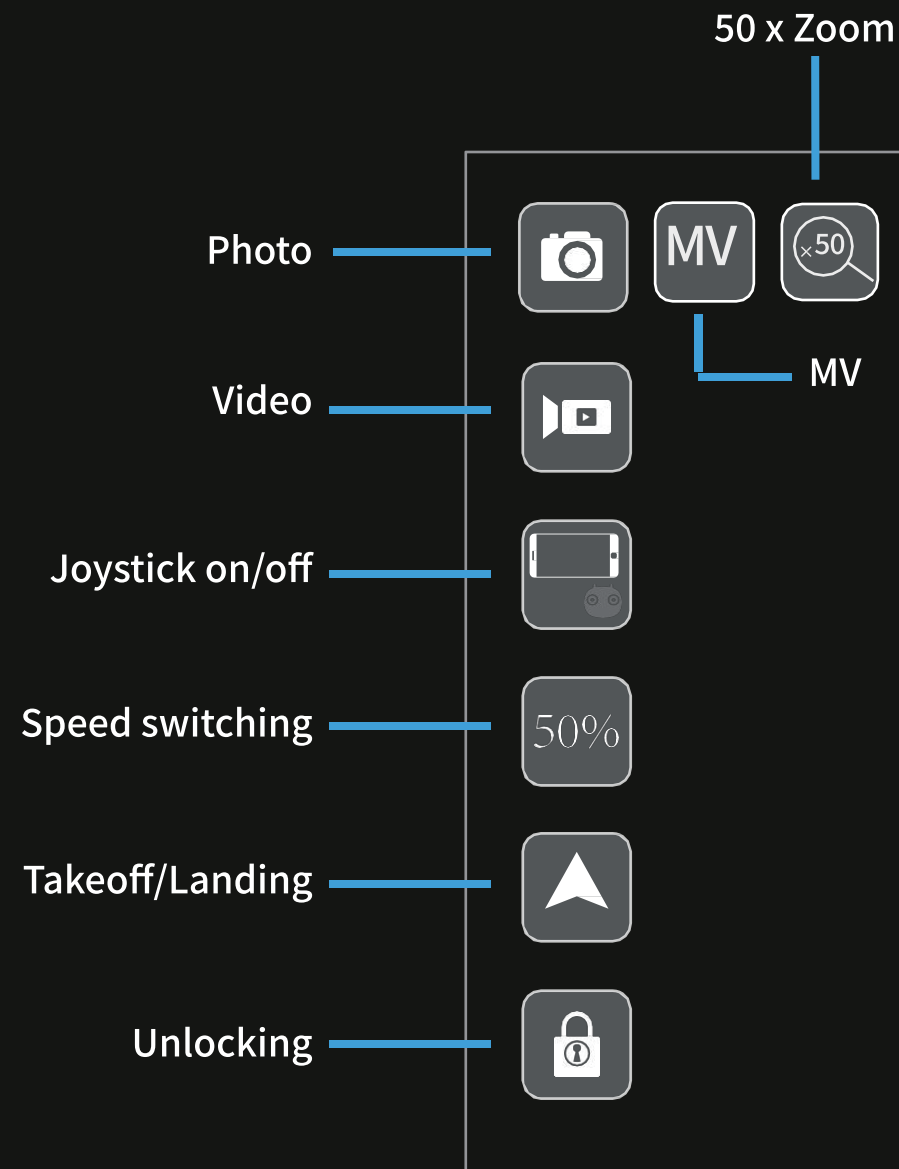 50 x Zoom
Photo
MV
×50
MV
Video
Joystick on/off
Speed switching
50%
Takeoff/Landing
Unlocking